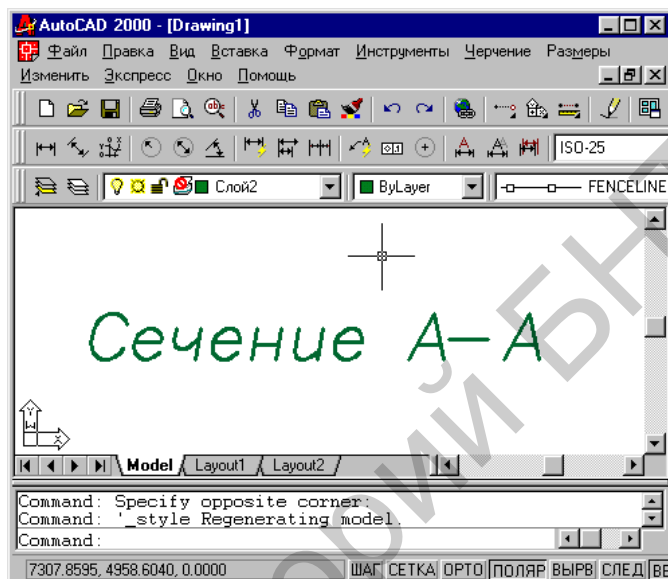 AutoCAD 2000 - [Drawing1]
Файл Правка Вид Вставка Формат Инструменты Черчение Размеры
Изменить Экспресс Окно Помощь
ISO-25
Слой2 ByLayer FENCELINE
Сечение А-А
Y
W
X
Model Layout1 Layout2
Command: Specify opposite corner:
Command: '_style Regenerating model.
Command:
7307.8595, 4958.6040, 0.0000 ШАГ СЕТКА ОРТО ПОЛЯР ВЫРВ СЛЕД